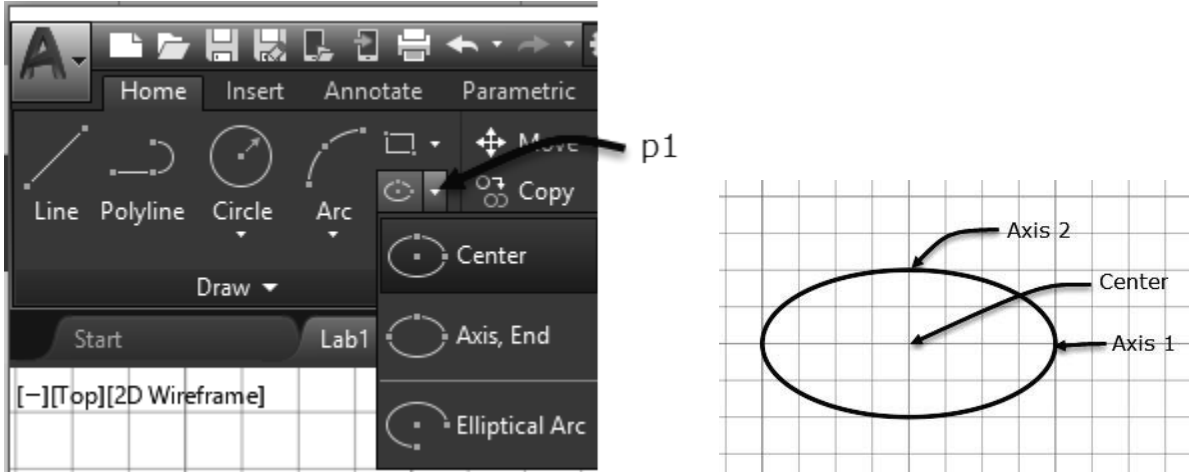 A
Home Insert Annotate Parametric
Move
p1
Line Polyline Circle Arc Copy
Center
Draw
Axis, End
Start Lab1
[−][Top][2D Wireframe]
Elliptical Arc
Axis 2
Center
Axis 1